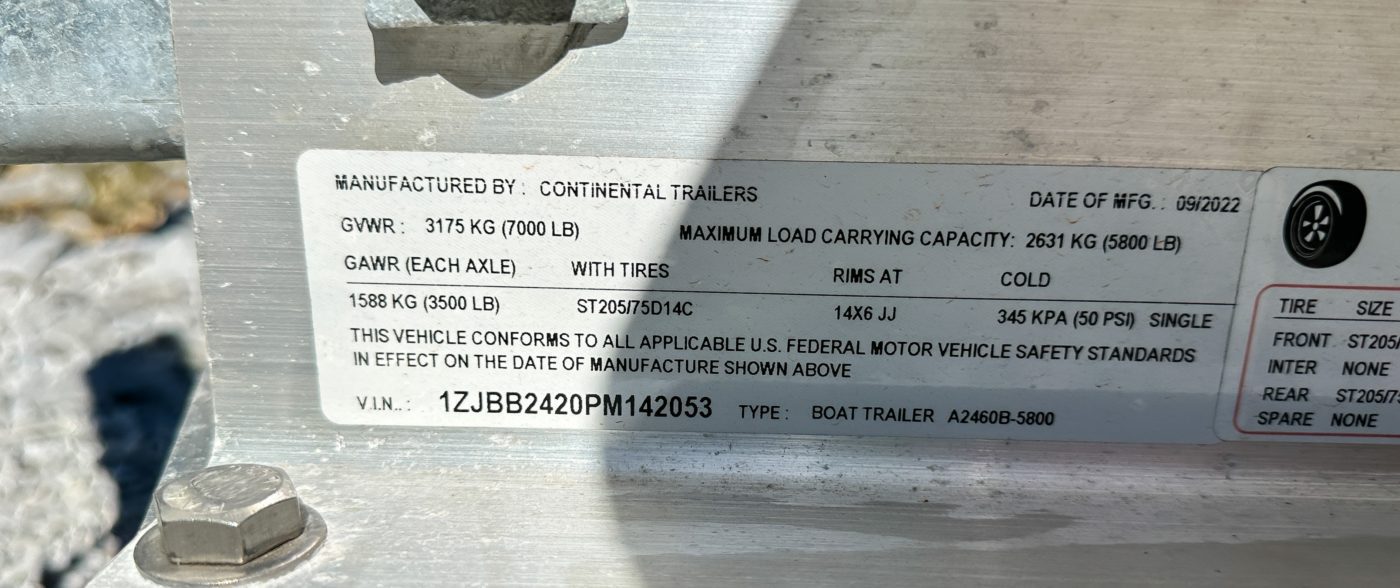 MANUFACTURED BY : CONTINENTAL TRAILERS DATE OF MFG. : 09/2022
GVWR : 3175 KG (7000 LB) MAXIMUM LOAD CARRYING CAPACITY: 2631 KG (5800 LB)
GAWR (EACH AXLE) WITH TIRES RIMS AT COLD
1588 KG (3500 LB) ST205/75D14C 14X6 JJ 345 KPA (50 PSI) SINGLE
THIS VEHICLE CONFORMS TO ALL APPLICABLE U.S. FEDERAL MOTOR VEHICLE SAFETY STANDARDS
IN EFFECT ON THE DATE OF MANUFACTURE SHOWN ABOVE
V.I.N.. : 1ZJBB2420PM142053 TYPE : BOAT TRAILER A2460B-5800
TIRE SIZE
FRONT ST205/
INTER NONE
REAR ST205/75
SPARE NONE